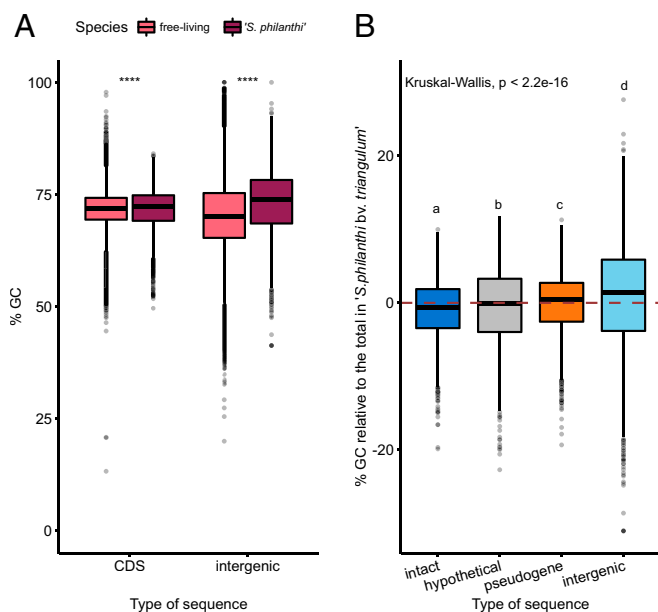 A
Species free-living 'S. philanthi'
% GC
100
75
50
25
0
****
****
CDS
intergenic
Type of sequence
B
% GC relative to the total in 'S.philanthi bv. triangulum'
20
0
-20
Kruskal-Wallis, p < 2.2e-16
a
b
c
d
intact
hypothetical
pseudogene
intergenic
Type of sequence